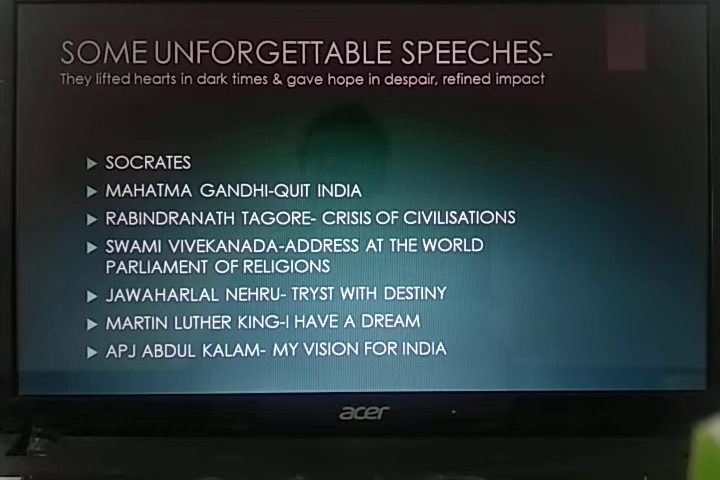 SOME UNFORGETTABLE SPEECHES-
They lifted hearts in dark times & gave hope in despair, refined impact
SOCRATES
MAHATMA GANDHI-QUIT INDIA
RABINDRANATH TAGORE- CRISIS OF CIVILISATIONS
SWAMI VIVEKANADA-ADDRESS AT THE WORLD
PARLIAMENT OF RELIGIONS
JAWAHARLAL NEHRU- TRYST WITH DESTINY
MARTIN LUTHER KING-I HAVE A DREAM
APJ ABDUL KALAM- MY VISION FOR INDIA
acer